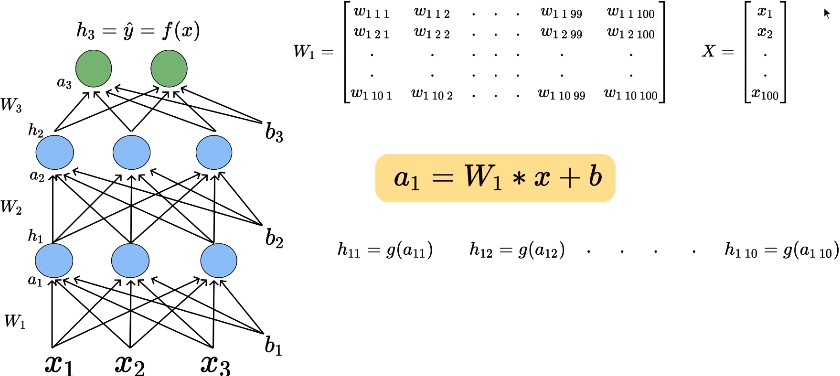 h₃ = ŷ = f(x)
a₃
W₃
h₂
b₃
a₂
W₂
h₁
b₂
a₁
W₁
b₁
x₁ x₂ x₃
W₁ = [ w₁ ₁ ₁ w₁ ₁ ₂ . . . w₁ ₁ ₉₉ w₁ ₁ ₁₀₀
w₁ ₂ ₁ w₁ ₂ ₂ . . . w₁ ₂ ₉₉ w₁ ₂ ₁₀₀
. . . . . . .
. . . . . . .
w₁ ₁₀ ₁ w₁ ₁₀ ₂ . . . w₁ ₁₀ ₉₉ w₁ ₁₀ ₁₀₀ ]
X = [ x₁
x₂
.
.
x₁₀₀ ]
a₁ = W₁ * x + b
h₁₁ = g(a₁₁) h₁₂ = g(a₁₂) . . . . h₁ ₁₀ = g(a₁ ₁₀)